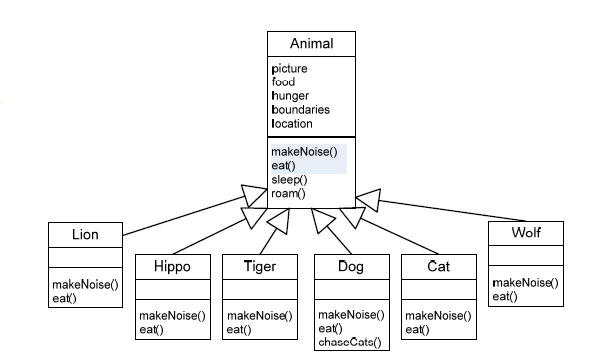 Animal
picture
food
hunger
boundaries
location
makeNoise()
eat()
sleep()
roam()
Lion
makeNoise()
eat()
Hippo
makeNoise()
eat()
Tiger
makeNoise()
eat()
Dog
makeNoise()
eat()
chaseCats()
Cat
makeNoise()
eat()
Wolf
makeNoise()
eat()